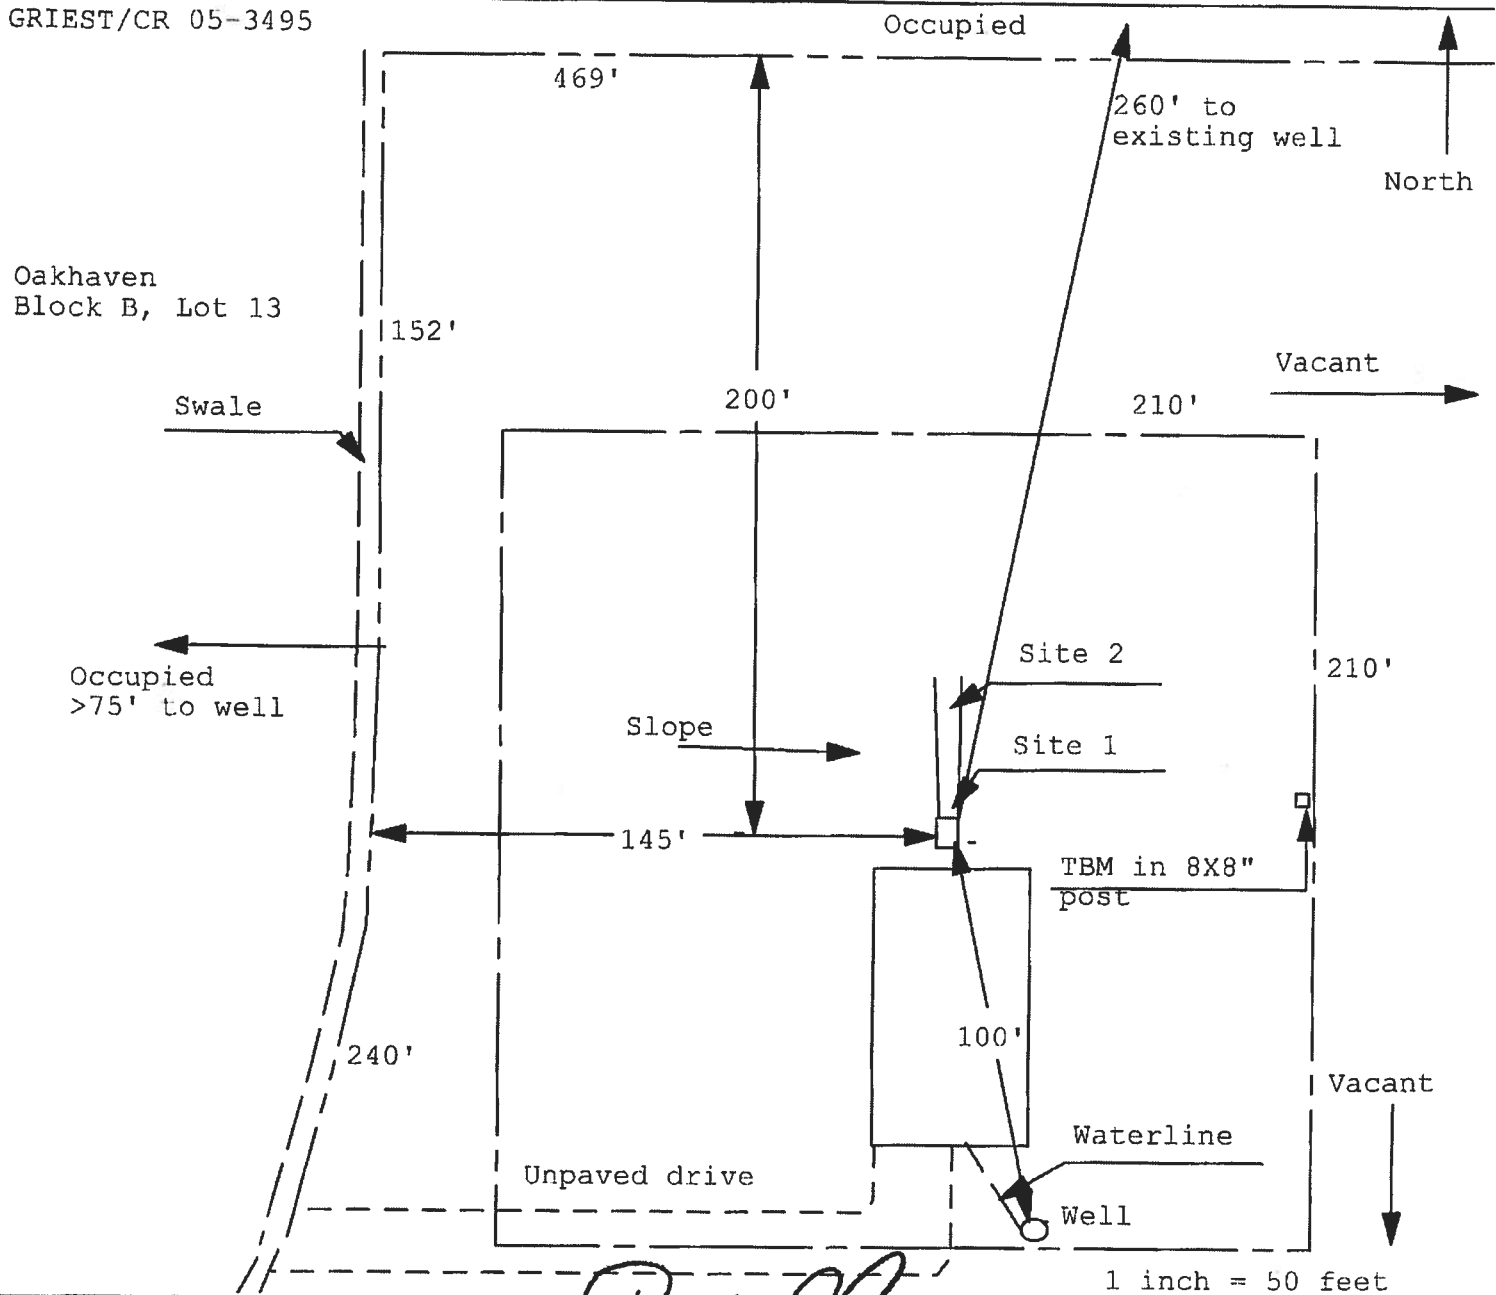 GRIEST/CR 05-3495
Occupied
469'
260' to
existing well
North
Oakhaven
Block B, Lot 13
152'
Vacant
Swale
200'
210'
Occupied
>75' to well
Site 2
210'
Slope
Site 1
145'
TBM in 8X8"
post
100'
240'
Vacant
Waterline
Unpaved drive
Well
1 inch = 50 feet